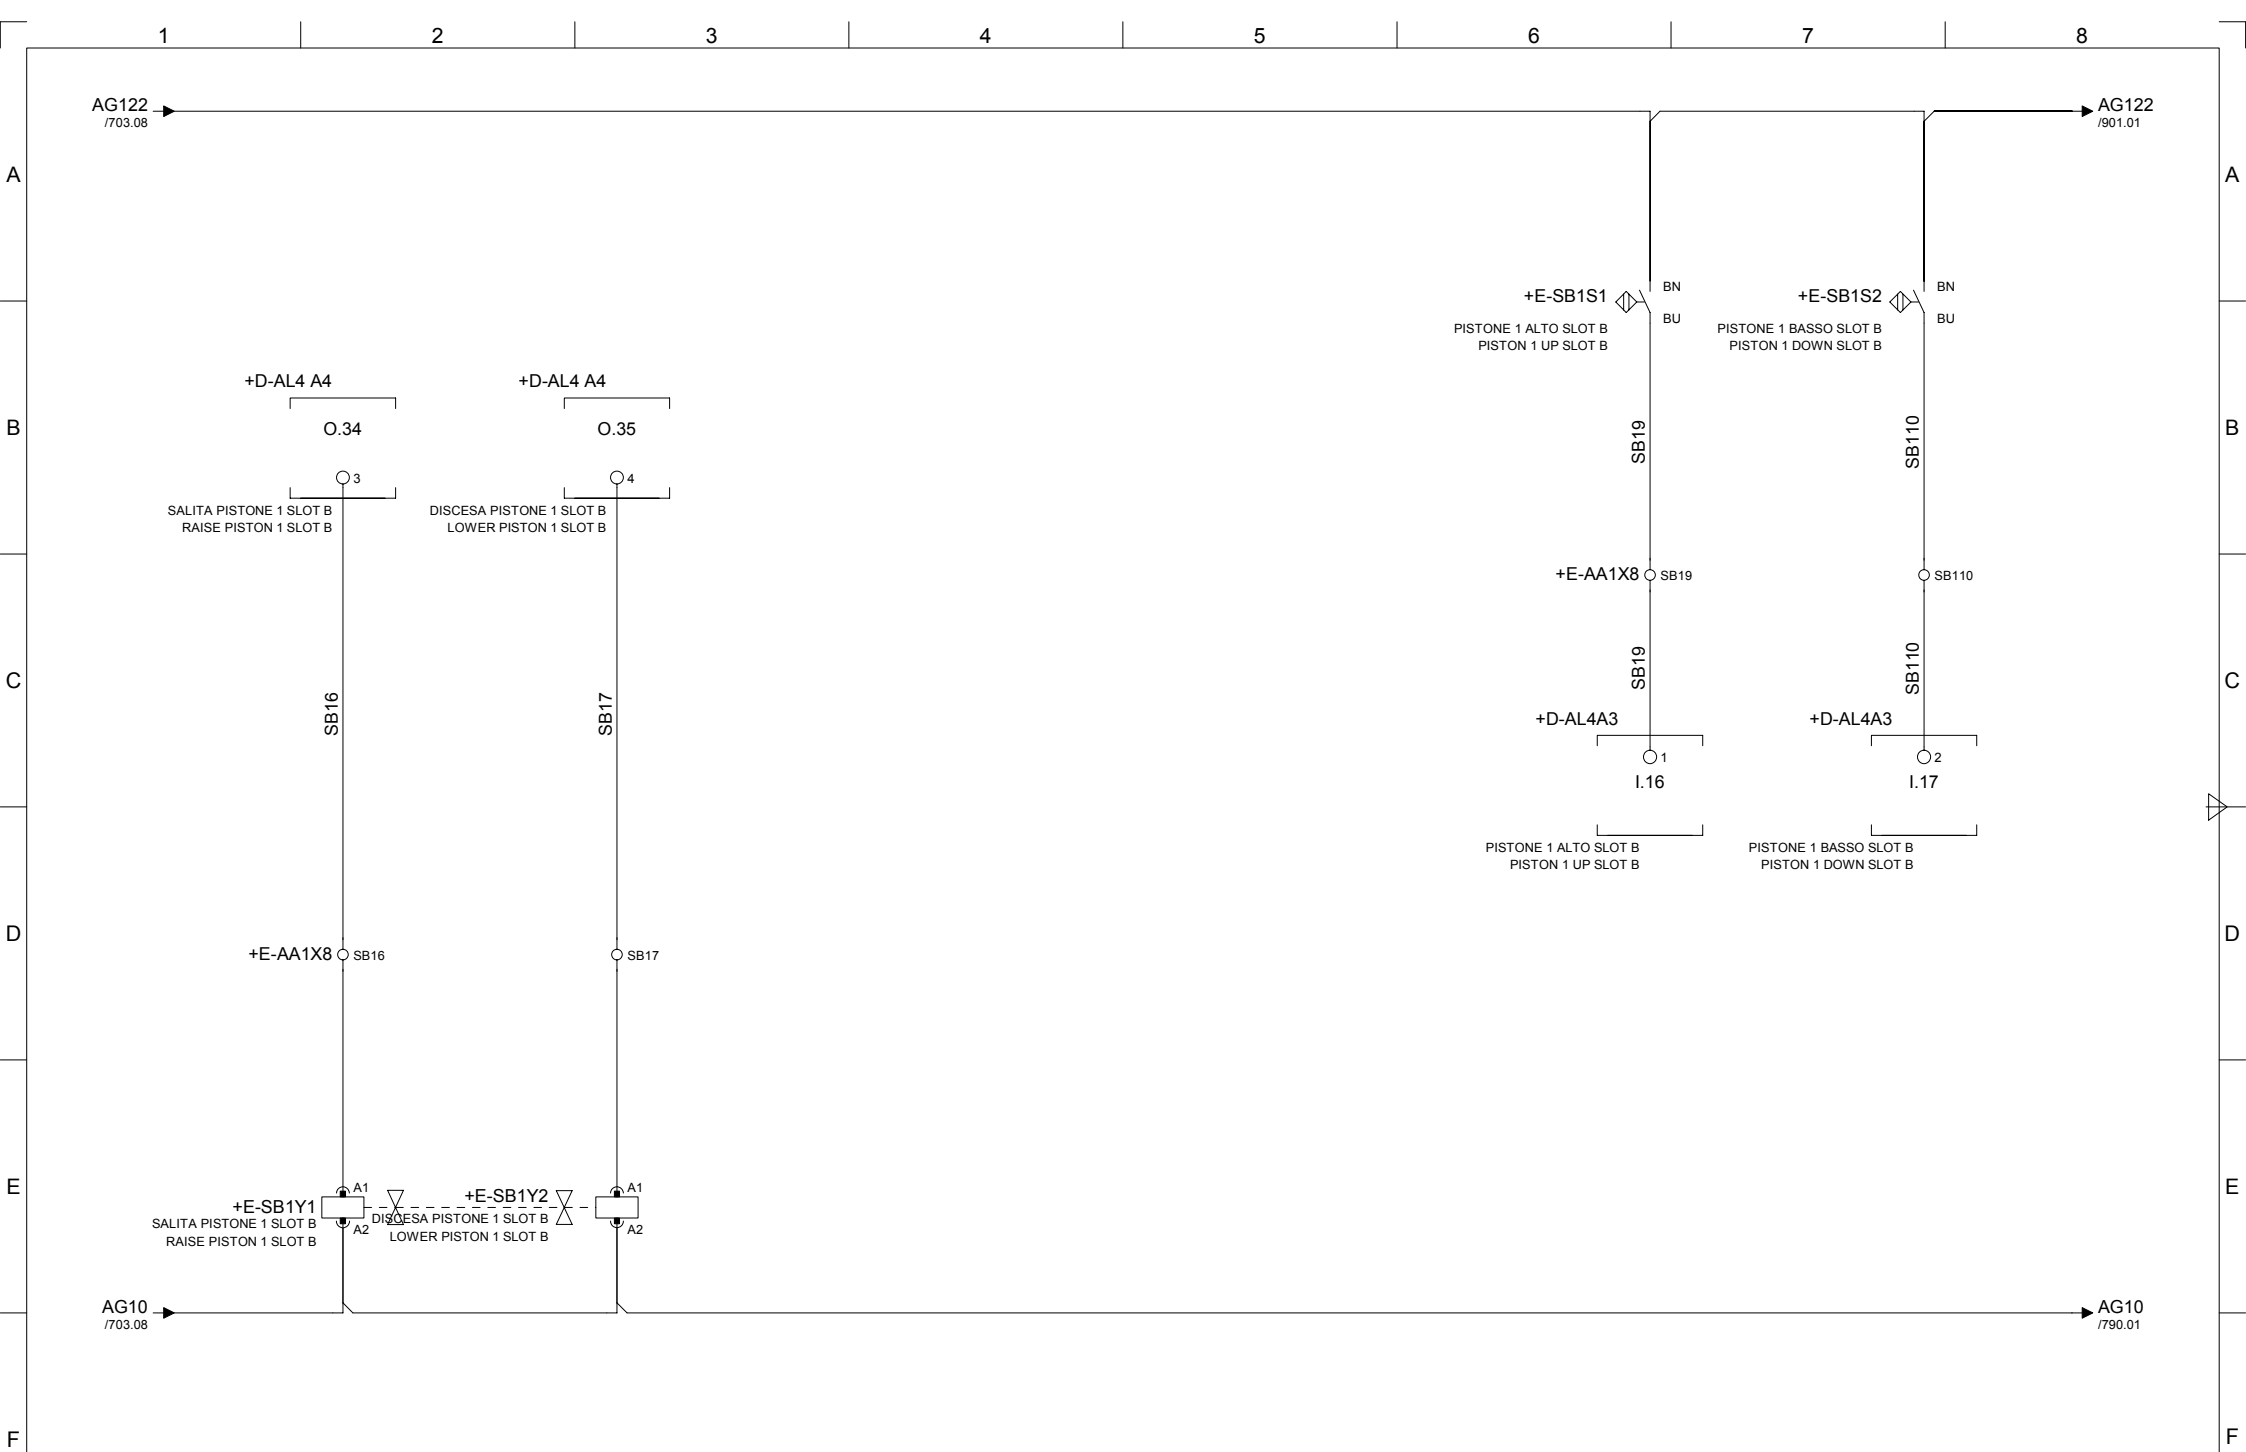 1 2 3 4 5 6 7 8
AG122
/703.08
AG122
/901.01
A A
+E-SB1S1
BN
BU
PISTONE 1 ALTO SLOT B
PISTON 1 UP SLOT B
+E-SB1S2
BN
BU
PISTONE 1 BASSO SLOT B
PISTON 1 DOWN SLOT B
+D-AL4 A4
O.34
3
SALITA PISTONE 1 SLOT B
RAISE PISTON 1 SLOT B
+D-AL4 A4
O.35
4
DISCESA PISTONE 1 SLOT B
LOWER PISTON 1 SLOT B
B B
SB19
SB110
+E-AA1X8 SB19
SB110
SB19
SB110
C C
SB16
SB17
+D-AL4A3
1
I.16
PISTONE 1 ALTO SLOT B
PISTON 1 UP SLOT B
+D-AL4A3
2
I.17
PISTONE 1 BASSO SLOT B
PISTON 1 DOWN SLOT B
D D
+E-AA1X8 SB16
SB17
E E
+E-SB1Y1
A1
A2
SALITA PISTONE 1 SLOT B
RAISE PISTON 1 SLOT B
+E-SB1Y2
A1
A2
DISCESA PISTONE 1 SLOT B
LOWER PISTON 1 SLOT B
AG10
/703.08
AG10
/790.01
F F